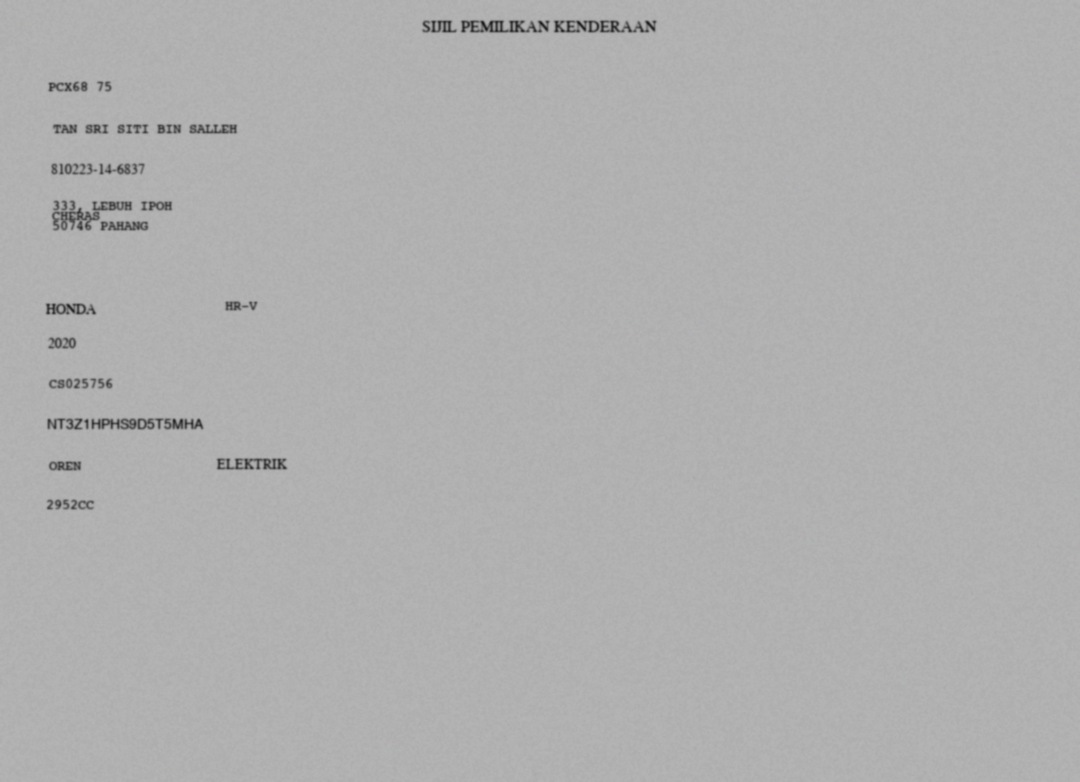 SIJIL PEMILIKAN KENDERAAN
PCX68 75
TAN SRI SITI BIN SALLEH
810223-14-6837
333, LEBUH IPOH
CHERAS
50746 PAHANG
HONDA HR-V
2020
CS025756
NT3Z1HPHS9D5T5MHA
OREN ELEKTRIK
2952CC